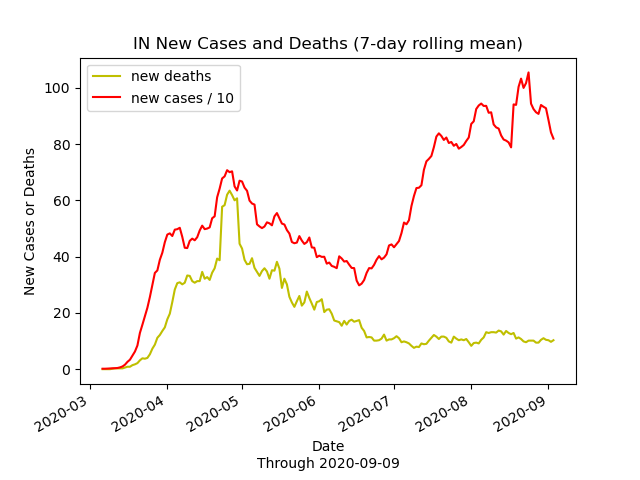 IN New Cases and Deaths (7-day rolling mean)
new deaths
new cases / 10
New Cases or Deaths
100
80
60
40
20
0
2020-03
2020-04
2020-05
2020-06
2020-07
2020-08
2020-09
Date
Through 2020-09-09